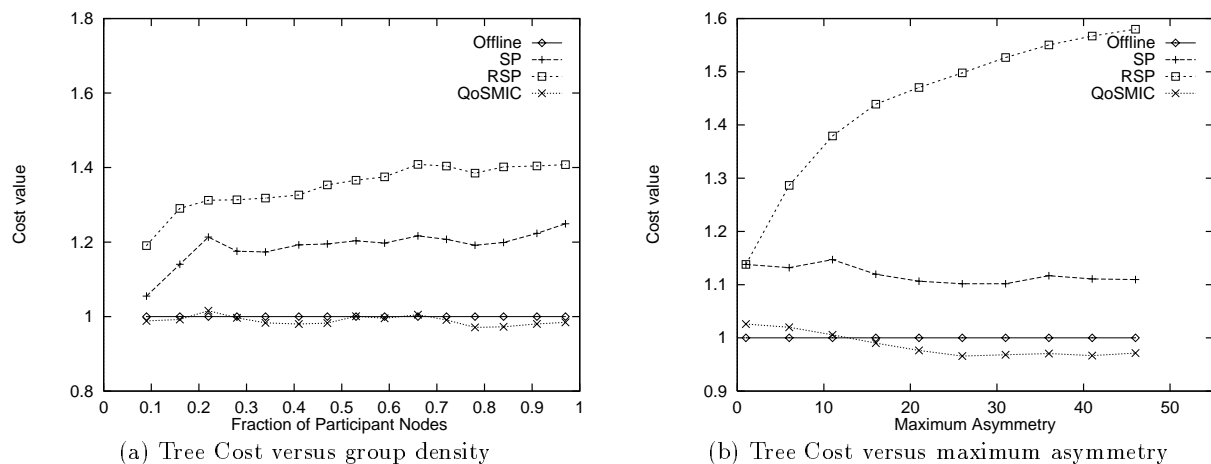 1.8
1.6
1.4
1.2
1
0.8
Cost value
Offline
SP
RSP
QoSMIC
0 0.1 0.2 0.3 0.4 0.5 0.6 0.7 0.8 0.9 1
Fraction of Participant Nodes
(a) Tree Cost versus group density
1.6
1.5
1.4
1.3
1.2
1.1
1
0.9
Cost value
Offline
SP
RSP
QoSMIC
0 10 20 30 40 50
Maximum Asymmetry
(b) Tree Cost versus maximum asymmetry